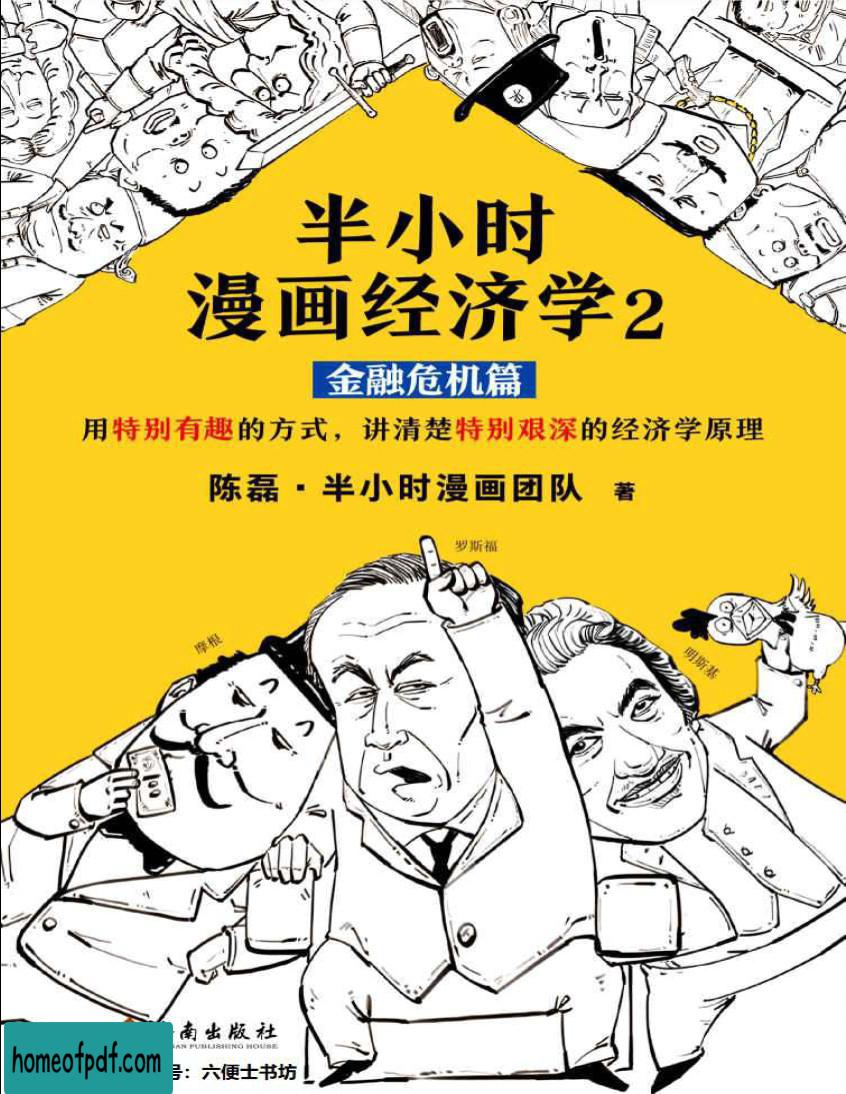 半小时
漫画经济学2
金融危机篇
用特别有趣的方式，讲清楚特别艰深的经济学原理
陈磊·半小时漫画团队 著
罗斯福
摩根
明斯基
南出版社
PUBLISHING HOUSE
homeofpdf.com
号：六便士书坊